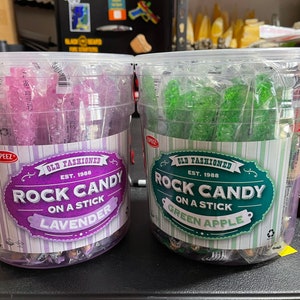 OLD FASHIONED
EST. 1988
ROCK CANDY
ON A STICK
LAVENDER
OLD FASHIONED
EST. 1988
ROCK CANDY
ON A STICK
GREEN APPLE